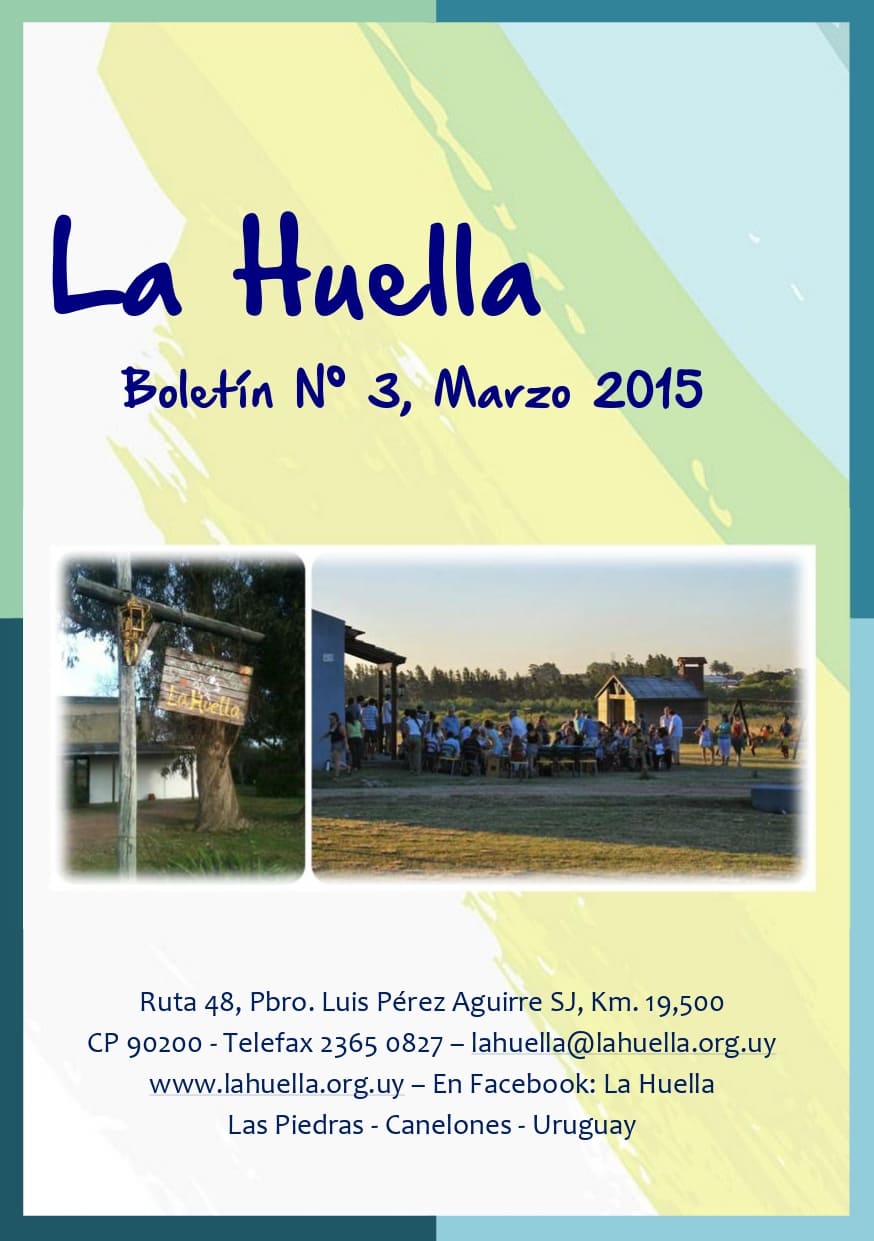 La Huella
Boletín Nº 3, Marzo 2015
La Huella
Ruta 48, Pbro. Luis Pérez Aguirre SJ, Km. 19,500
CP 90200 - Telefax 2365 0827 – lahuella@lahuella.org.uy
www.lahuella.org.uy – En Facebook: La Huella
Las Piedras - Canelones - Uruguay